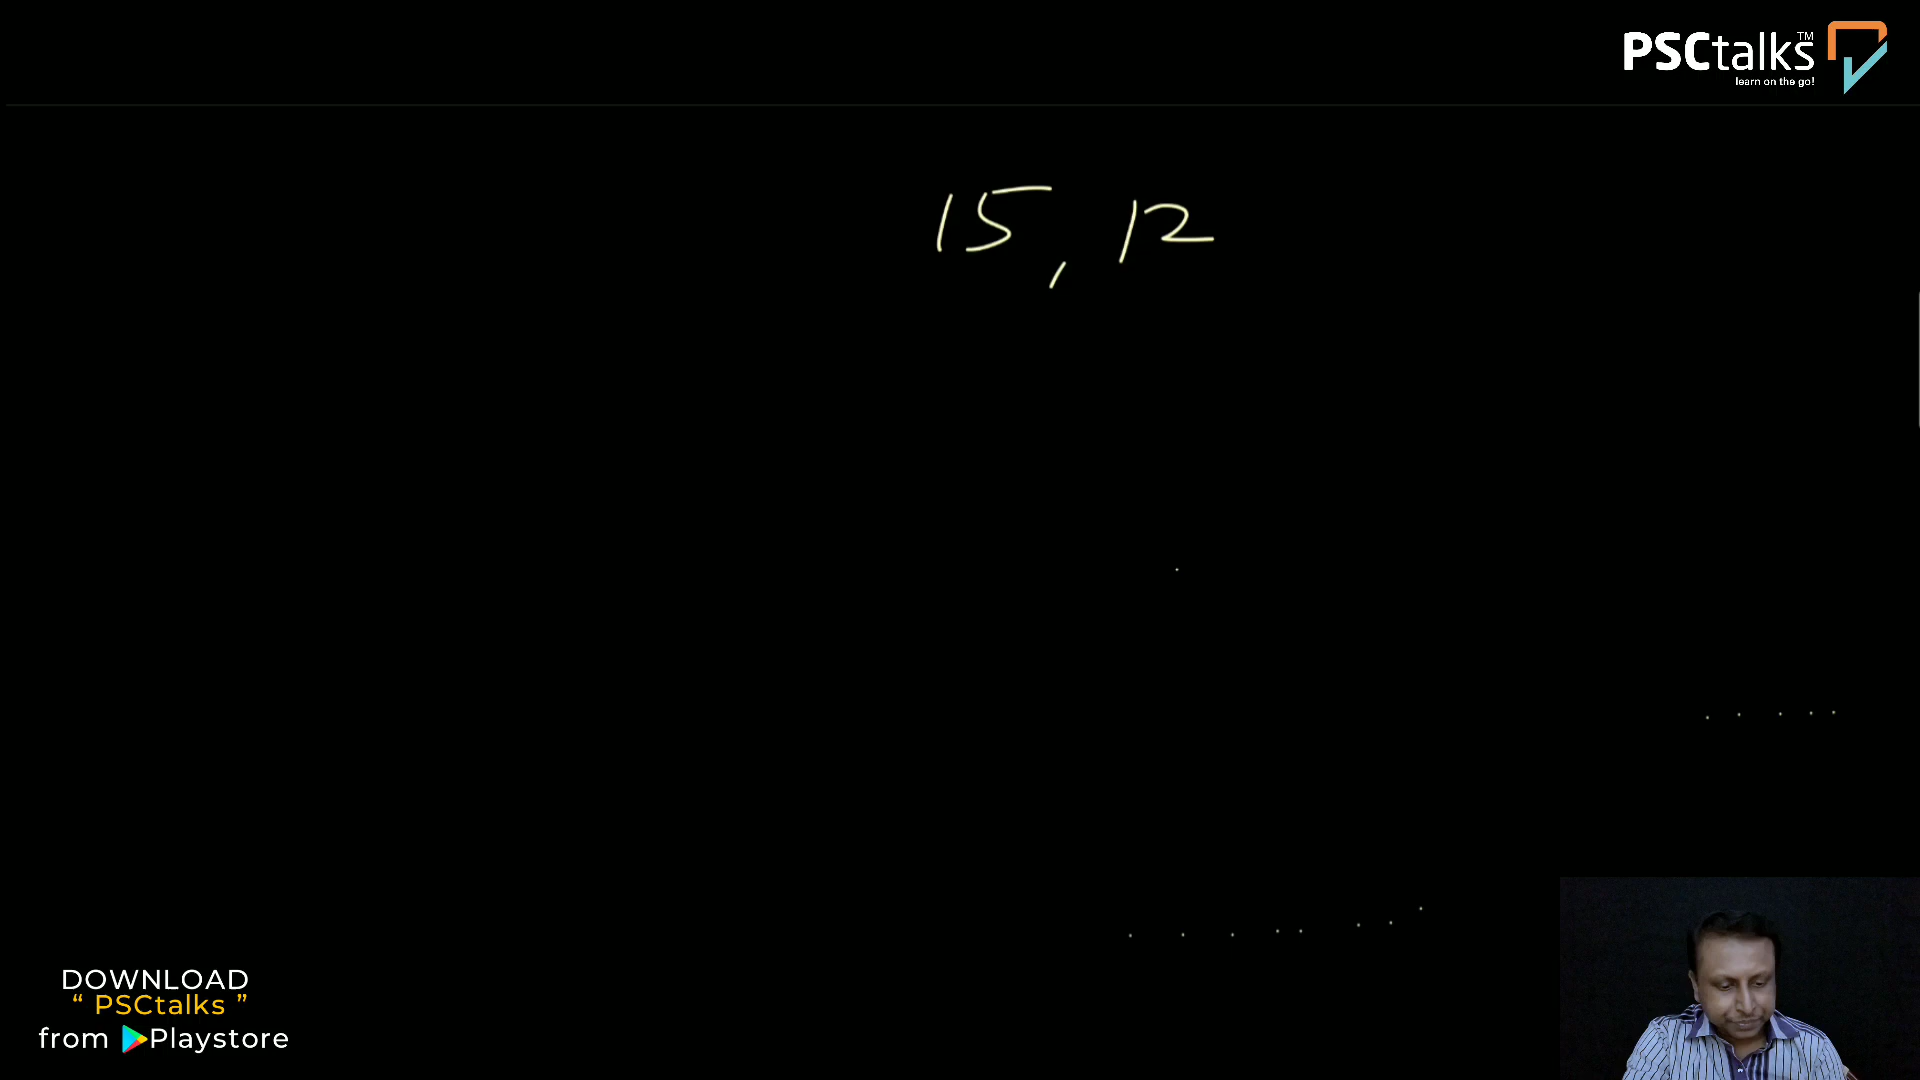 PSCtalks™
learn on the go!
15, 12
DOWNLOAD
“ PSCtalks ”
from Playstore